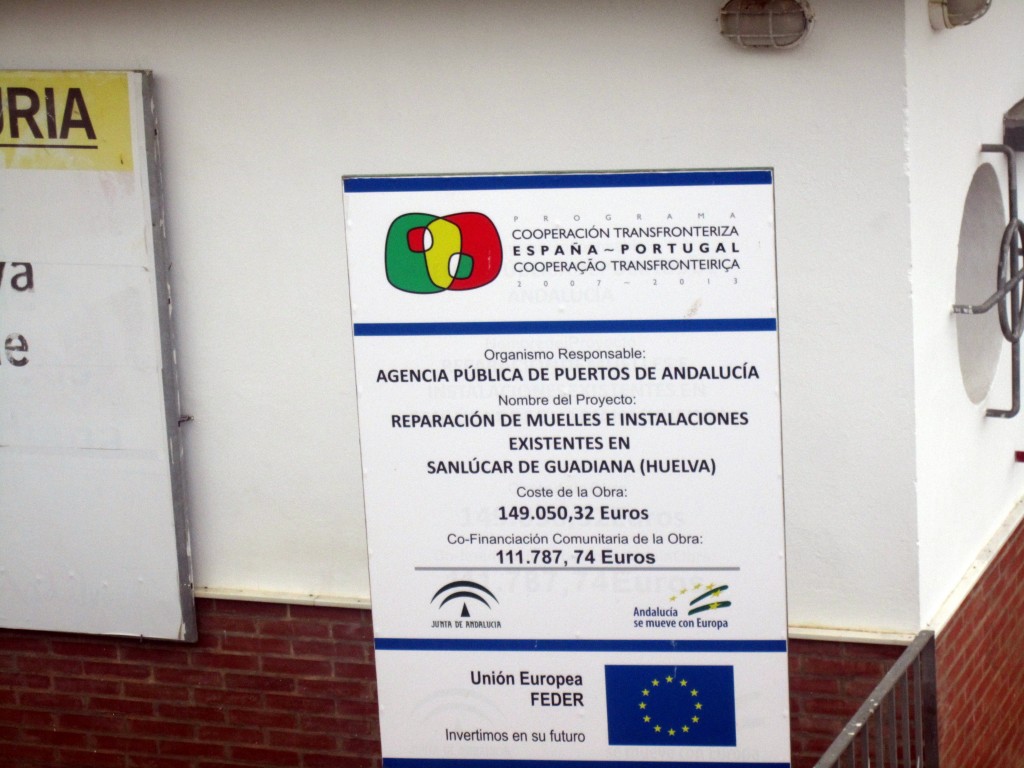 URIA
va
e
PROGRAMA
COOPERACIÓN TRANSFRONTERIZA
ESPAÑA ~ PORTUGAL
COOPERAÇÃO TRANSFRONTEIRIÇA
2007 ~ 2013
Organismo Responsable:
AGENCIA PÚBLICA DE PUERTOS DE ANDALUCÍA
Nombre del Proyecto:
REPARACIÓN DE MUELLES E INSTALACIONES
EXISTENTES EN
SANLÚCAR DE GUADIANA (HUELVA)
Coste de la Obra:
149.050,32 Euros
Co-Financiación Comunitaria de la Obra:
111.787, 74 Euros
JUNTA DE ANDALUCIA
Andalucía
se mueve con Europa
Unión Europea
FEDER
Invertimos en su futuro